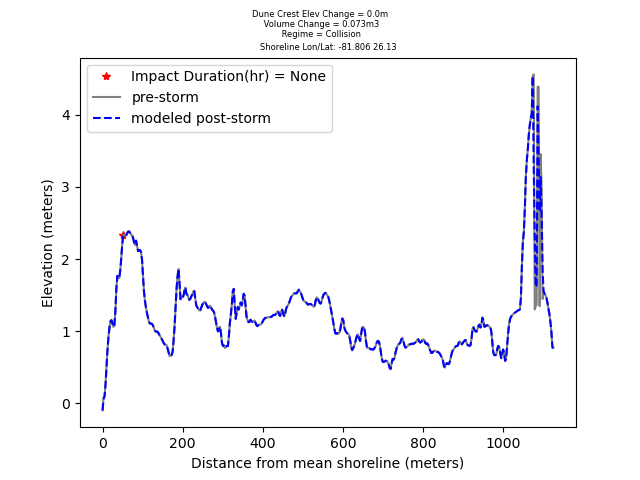 Dune Crest Elev Change = 0.0m
Volume Change = 0.073m3
Regime = Collision
Shoreline Lon/Lat: -81.806 26.13
Impact Duration(hr) = None
pre-storm
modeled post-storm
Elevation (meters)
4
3
2
1
0
0 200 400 600 800 1000
Distance from mean shoreline (meters)